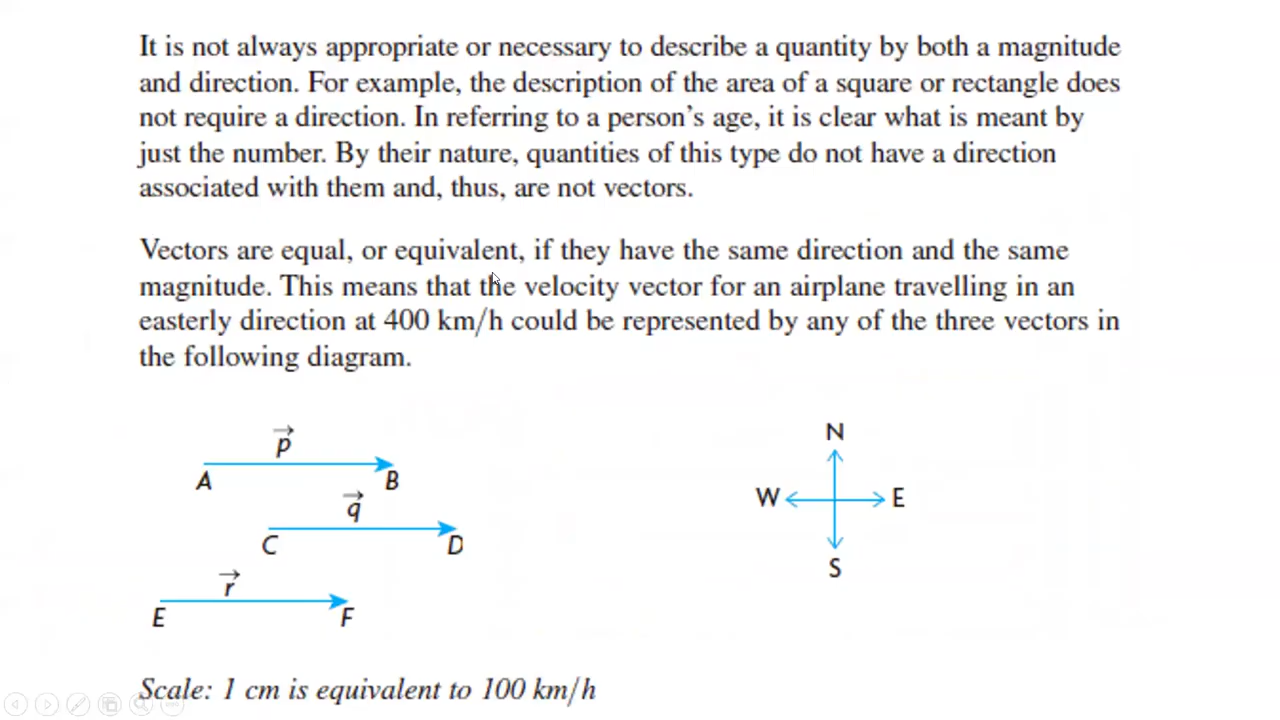 It is not always appropriate or necessary to describe a quantity by both a magnitude
and direction. For example, the description of the area of a square or rectangle does
not require a direction. In referring to a person's age, it is clear what is meant by
just the number. By their nature, quantities of this type do not have a direction
associated with them and, thus, are not vectors.
Vectors are equal, or equivalent, if they have the same direction and the same
magnitude. This means that the velocity vector for an airplane travelling in an
easterly direction at 400 km/h could be represented by any of the three vectors in
the following diagram.
p⃗
A B
q⃗
C D
r⃗
E F
N
W E
S
Scale: 1 cm is equivalent to 100 km/h